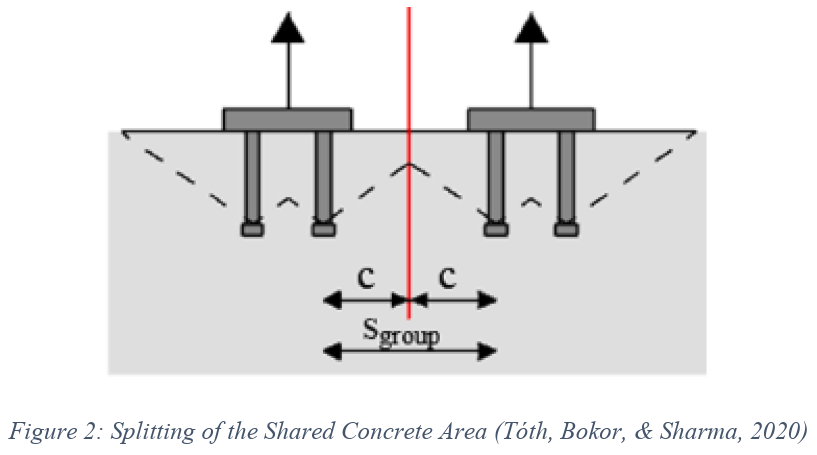 c c
Sgroup
Figure 2: Splitting of the Shared Concrete Area (Tóth, Bokor, & Sharma, 2020)